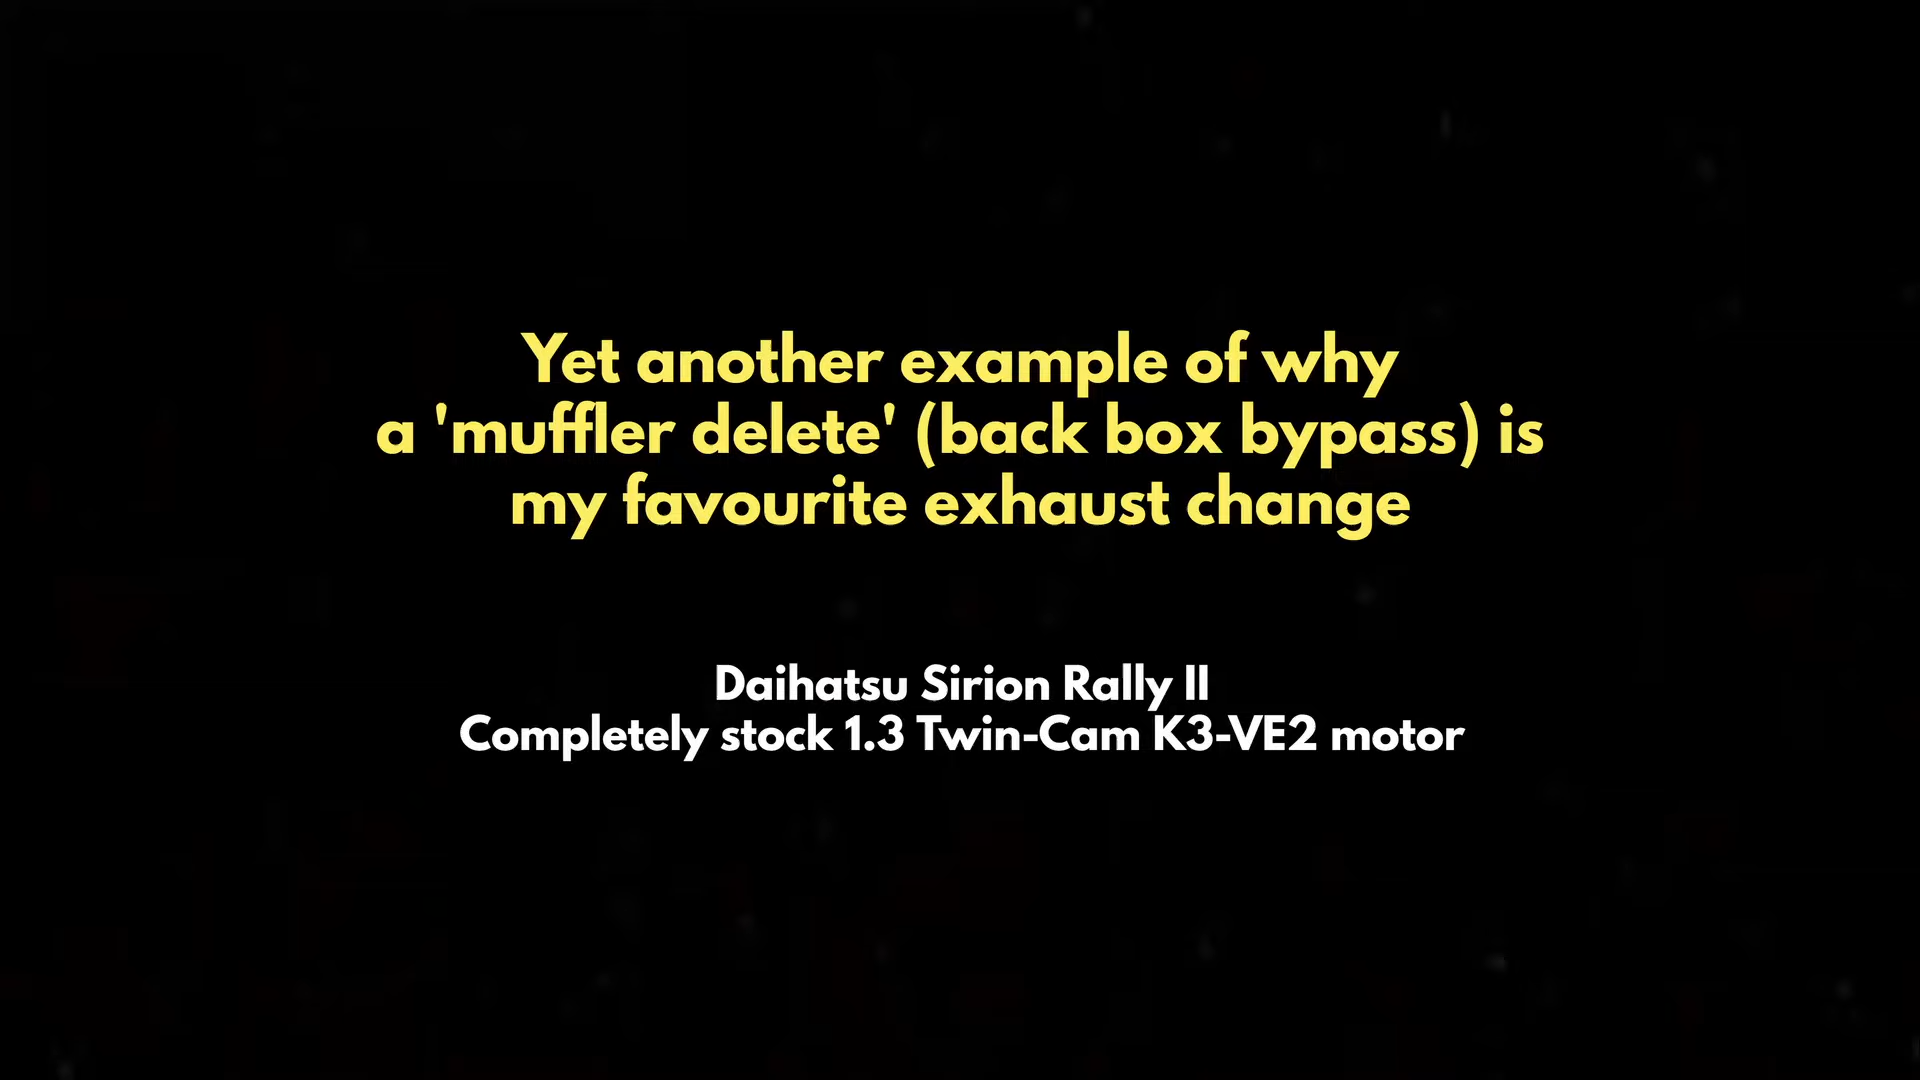 Yet another example of why
a 'muffler delete' (back box bypass) is
my favourite exhaust change
Daihatsu Sirion Rally II
Completely stock 1.3 Twin-Cam K3-VE2 motor